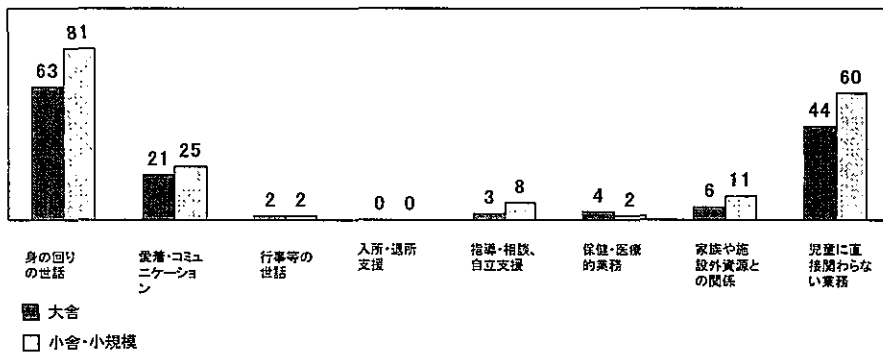 63 81
21 25
2 2
0 0
3 8
4 2
6 11
44 60
身の回り
の世話
愛着・コミュ
ニケーショ
ン
行事等の
世話
入所・退所
支援
指導・相談、
自立支援
保健・医療
的業務
家族や施
設外資源と
の関係
児童に直
接関わらな
い業務
大舎
小舎・小規模